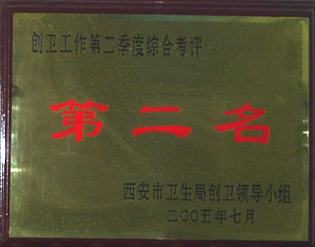 创卫工作第二季度综合考评
第二名
西安市卫生局创卫领导小组
二〇〇五年七月